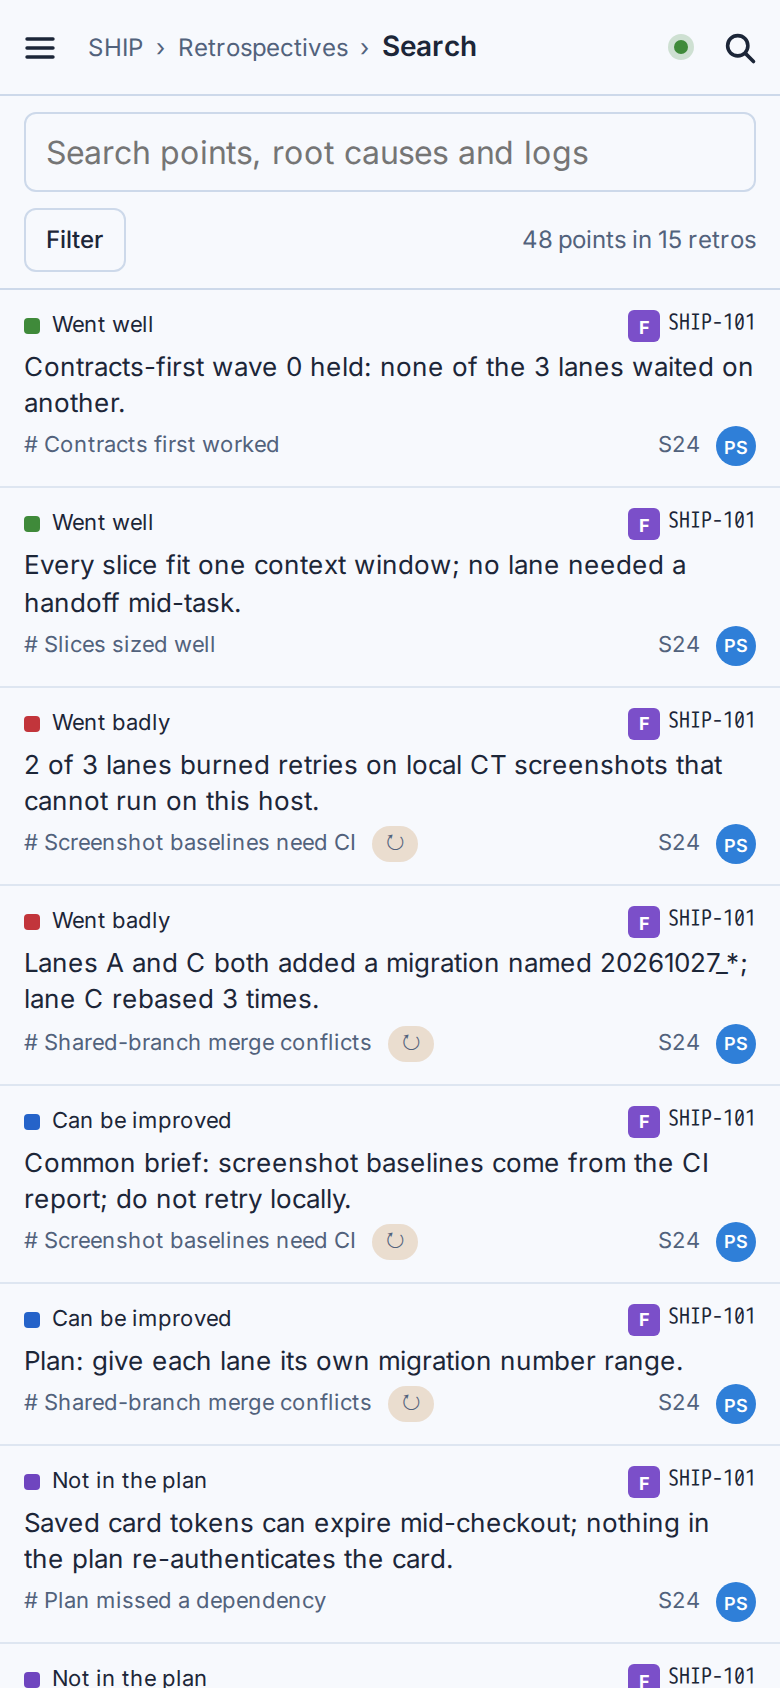 SHIP › Retrospectives › Search
Search points, root causes and logs
Filter
48 points in 15 retros
Went well
F SHIP-101
Contracts-first wave 0 held: none of the 3 lanes waited on
another.
# Contracts first worked
S24 PS
Went well
F SHIP-101
Every slice fit one context window; no lane needed a
handoff mid-task.
# Slices sized well
S24 PS
Went badly
F SHIP-101
2 of 3 lanes burned retries on local CT screenshots that
cannot run on this host.
# Screenshot baselines need CI
S24 PS
Went badly
F SHIP-101
Lanes A and C both added a migration named 20261027_*;
lane C rebased 3 times.
# Shared-branch merge conflicts
S24 PS
Can be improved
F SHIP-101
Common brief: screenshot baselines come from the CI
report; do not retry locally.
# Screenshot baselines need CI
S24 PS
Can be improved
F SHIP-101
Plan: give each lane its own migration number range.
# Shared-branch merge conflicts
S24 PS
Not in the plan
F SHIP-101
Saved card tokens can expire mid-checkout; nothing in
the plan re-authenticates the card.
# Plan missed a dependency
S24 PS
Not in the plan
F SHIP-101